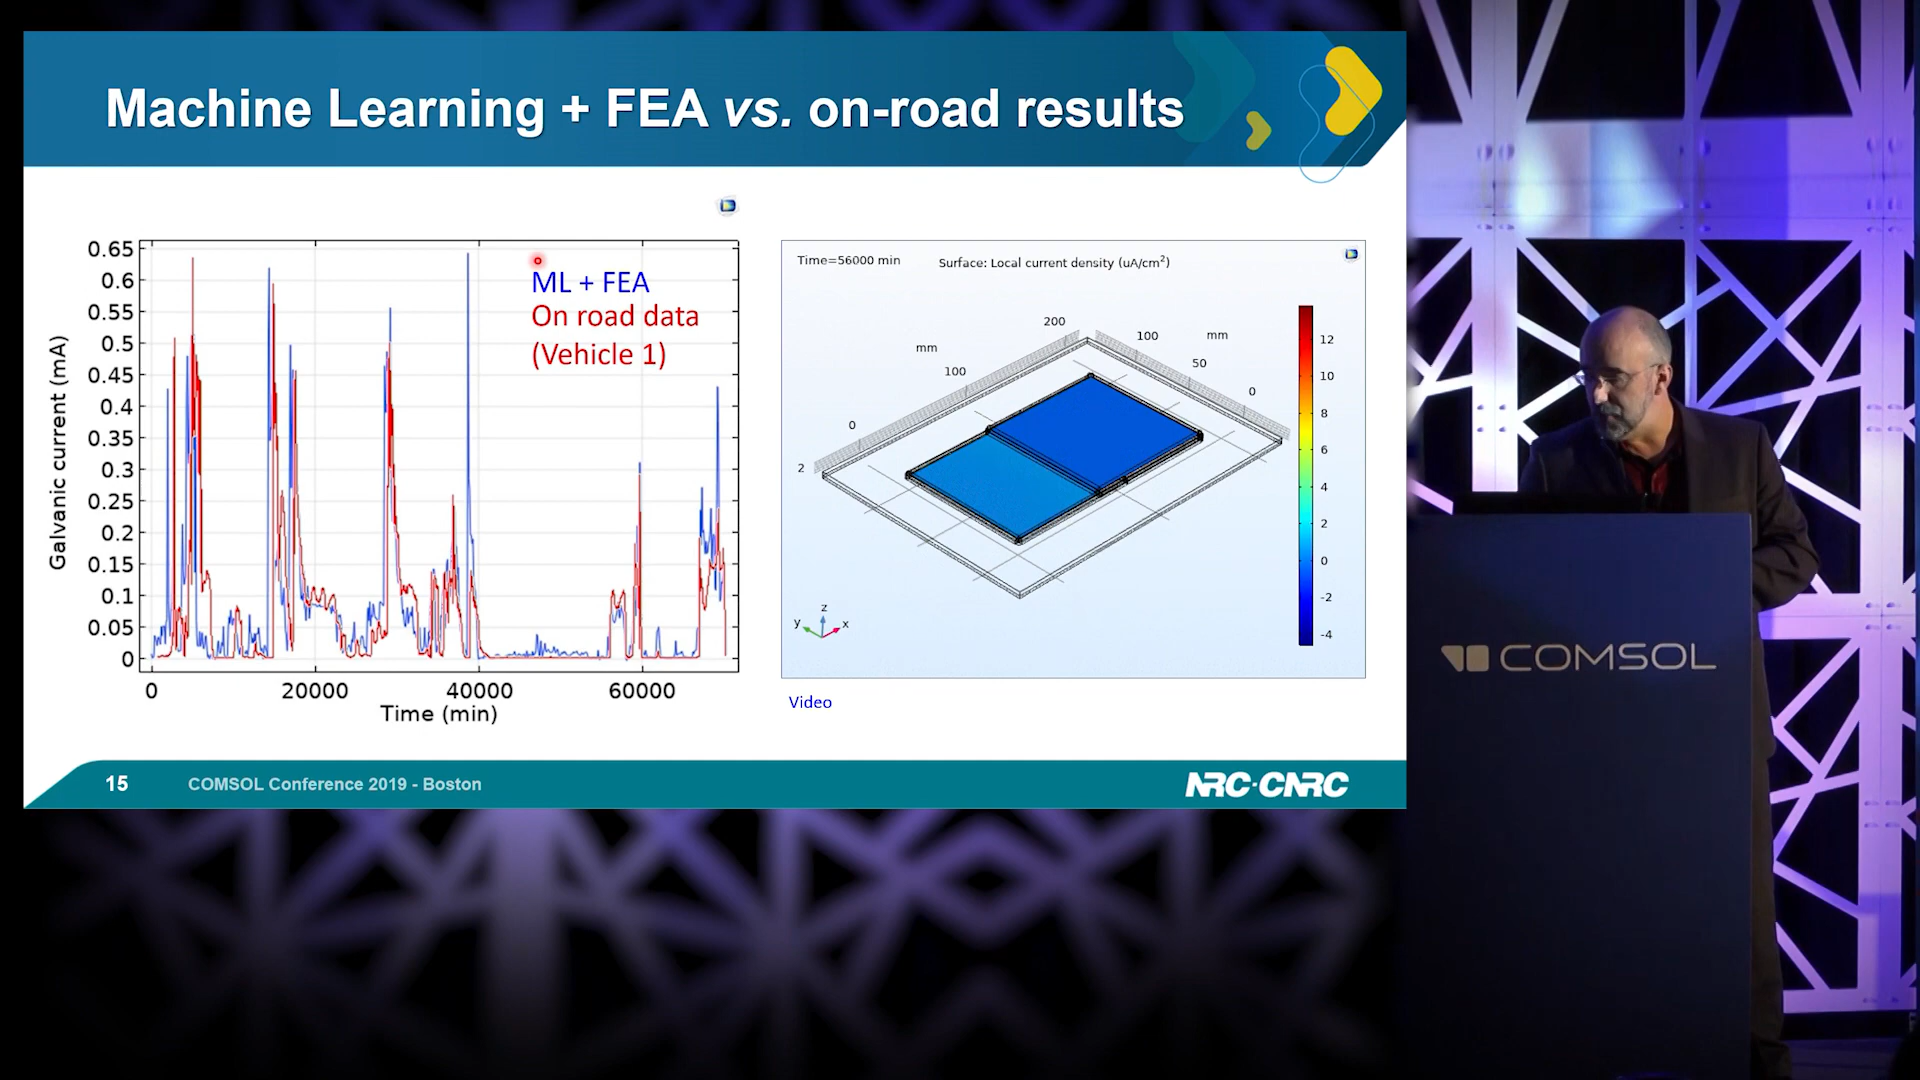 Machine Learning + FEA vs. on-road results
0.65
0.6
0.55
0.5
0.45
0.4
0.35
0.3
0.25
0.2
0.15
0.1
0.05
0
Galvanic current (mA)
ML + FEA
On road data
(Vehicle 1)
0 20000 40000 60000
Time (min)
Time=56000 min
Surface: Local current density (uA/cm²)
200
100
mm
mm
50
100
0
0
2
12
10
8
6
4
2
0
-2
-4
z
y
x
Video
15
COMSOL Conference 2019 - Boston
NRC·CNRC
COMSOL